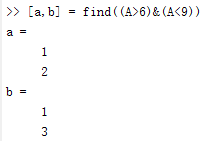 >> [a,b] = find((A>6)&(A<9))
a =
1
2
b =
1
3